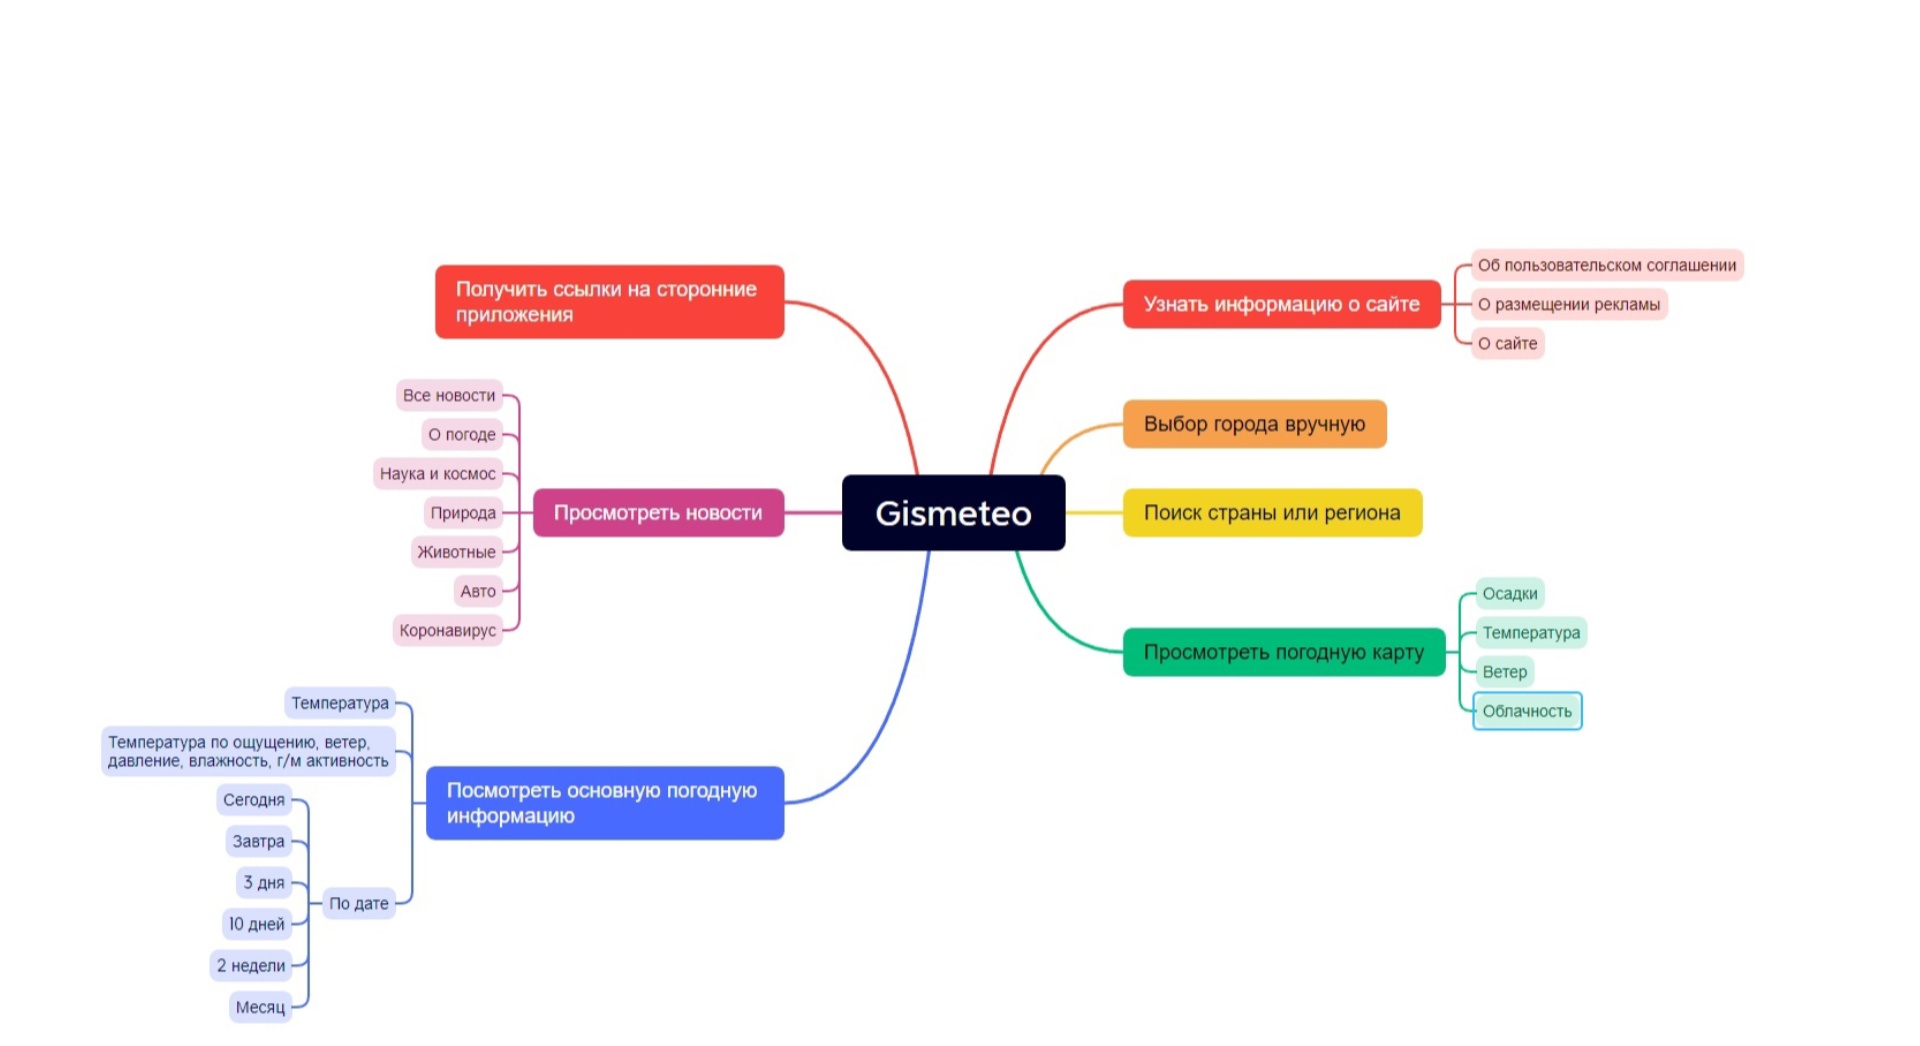 Gismeteo
Получить ссылки на сторонние
приложения
Просмотреть новости
Все новости
О погоде
Наука и космос
Природа
Животные
Авто
Коронавирус
Посмотреть основную погодную
информацию
Температура
Температура по ощущению, ветер,
давление, влажность, г/м активность
По дате
Сегодня
Завтра
3 дня
10 дней
2 недели
Месяц
Узнать информацию о сайте
Об пользовательском соглашении
О размещении рекламы
О сайте
Выбор города вручную
Поиск страны или региона
Просмотреть погодную карту
Осадки
Температура
Ветер
Облачность